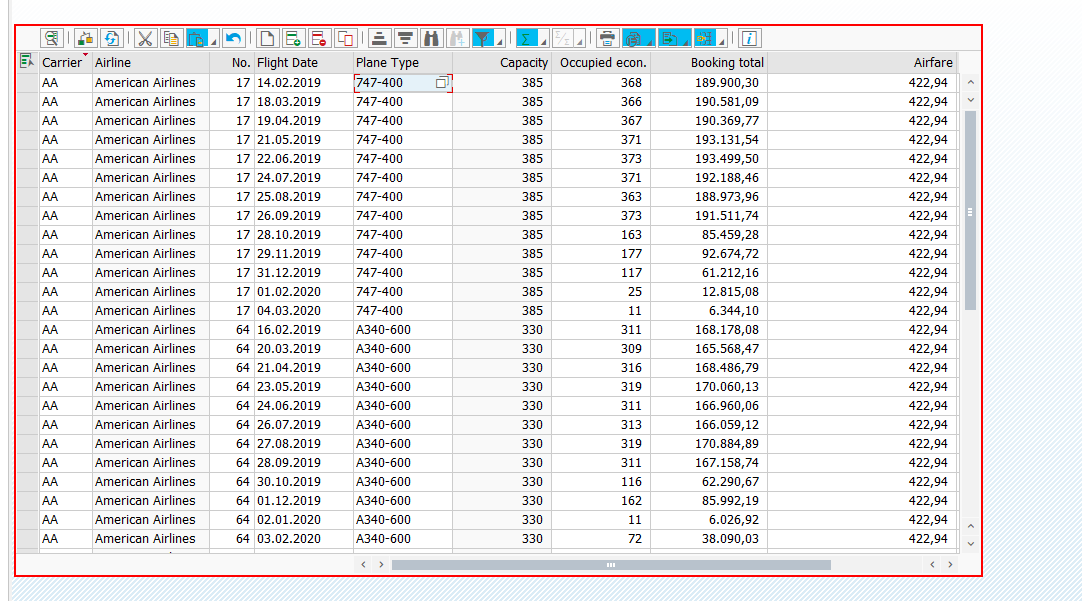 Carrier Airline No. Flight Date Plane Type Capacity Occupied econ. Booking total Airfare
AA American Airlines 17 14.02.2019 747-400 385 368 189.900,30 422,94
AA American Airlines 17 18.03.2019 747-400 385 366 190.581,09 422,94
AA American Airlines 17 19.04.2019 747-400 385 367 190.369,77 422,94
AA American Airlines 17 21.05.2019 747-400 385 371 193.131,54 422,94
AA American Airlines 17 22.06.2019 747-400 385 373 193.499,50 422,94
AA American Airlines 17 24.07.2019 747-400 385 371 192.188,46 422,94
AA American Airlines 17 25.08.2019 747-400 385 363 188.973,96 422,94
AA American Airlines 17 26.09.2019 747-400 385 373 191.511,74 422,94
AA American Airlines 17 28.10.2019 747-400 385 163 85.459,28 422,94
AA American Airlines 17 29.11.2019 747-400 385 177 92.674,72 422,94
AA American Airlines 17 31.12.2019 747-400 385 117 61.212,16 422,94
AA American Airlines 17 01.02.2020 747-400 385 25 12.815,08 422,94
AA American Airlines 17 04.03.2020 747-400 385 11 6.344,10 422,94
AA American Airlines 64 16.02.2019 A340-600 330 311 168.178,08 422,94
AA American Airlines 64 20.03.2019 A340-600 330 309 165.568,47 422,94
AA American Airlines 64 21.04.2019 A340-600 330 316 168.486,79 422,94
AA American Airlines 64 23.05.2019 A340-600 330 319 170.060,13 422,94
AA American Airlines 64 24.06.2019 A340-600 330 311 166.960,06 422,94
AA American Airlines 64 26.07.2019 A340-600 330 313 166.059,12 422,94
AA American Airlines 64 27.08.2019 A340-600 330 319 170.884,89 422,94
AA American Airlines 64 28.09.2019 A340-600 330 311 167.158,74 422,94
AA American Airlines 64 30.10.2019 A340-600 330 116 62.290,67 422,94
AA American Airlines 64 01.12.2019 A340-600 330 162 85.992,19 422,94
AA American Airlines 64 02.01.2020 A340-600 330 11 6.026,92 422,94
AA American Airlines 64 03.02.2020 A340-600 330 72 38.090,03 422,94